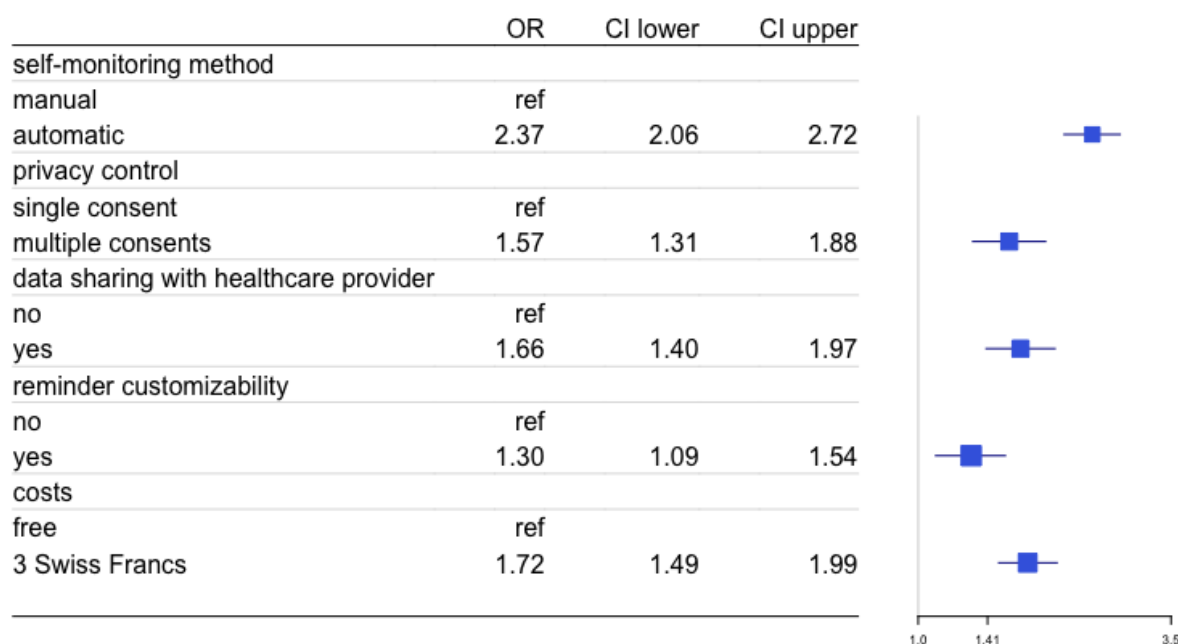 OR CI lower CI upper
self-monitoring method
manual ref
automatic 2.37 2.06 2.72
privacy control
single consent ref
multiple consents 1.57 1.31 1.88
data sharing with healthcare provider
no ref
yes 1.66 1.40 1.97
reminder customizability
no ref
yes 1.30 1.09 1.54
costs
free ref
3 Swiss Francs 1.72 1.49 1.99
1.0 1.41 3.5